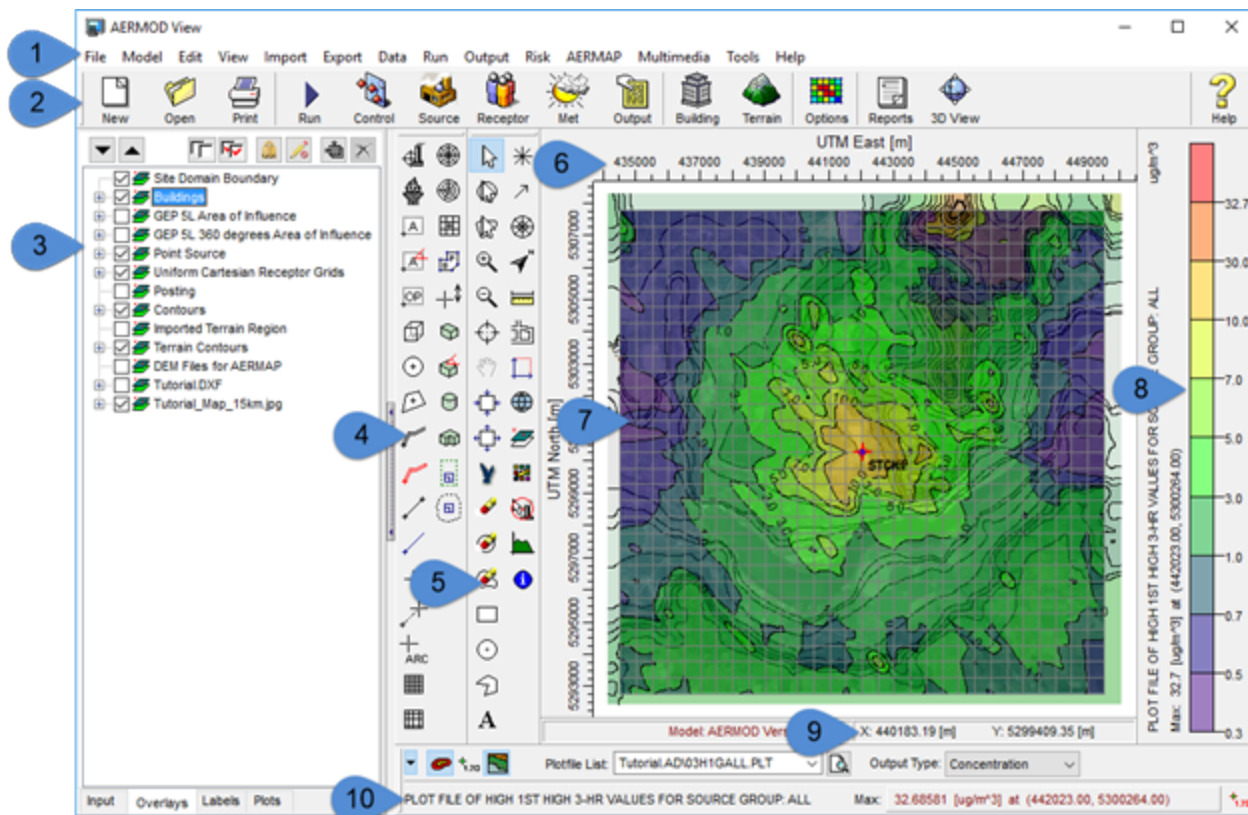 AERMOD View
1
File Model Edit View Import Export Data Run Output Risk AERMAP Multimedia Tools Help
2
New Open Print Run Control Source Receptor Met Output Building Terrain Options Reports 3D View Help
3
Site Domain Boundary
Buildings
GEP 5L Area of Influence
GEP 5L 360 degrees Area of Influence
Point Source
Uniform Cartesian Receptor Grids
Posting
Contours
Imported Terrain Region
Terrain Contours
DEM Files for AERMAP
Tutorial.DXF
Tutorial_Map_15km.jpg
4
A
A
OP
ARC
5
A
6
UTM East [m]
435000 437000 439000 441000 443000 445000 447000 449000
7
UTM North [m]
5307000
5305000
5303000
5299000
5297000
5295000
5293000
STCK1
8
ug/m^3
32.7
30.0
10.0
7.0
5.0
3.0
1.0
0.7
0.5
0.3
PLOT FILE OF HIGH 1ST HIGH 3-HR VALUES FOR SO GROUP: ALL
Max: 32.7 [ug/m^3] at (442023.00, 5300264.00)
9
Model: AERMOD Ver X: 440183.19 [m] Y: 5299409.35 [m]
Plotfile List: Tutorial.AD\03H1GALL.PLT Output Type: Concentration
Input Overlays Labels Plots
10
PLOT FILE OF HIGH 1ST HIGH 3-HR VALUES FOR SOURCE GROUP: ALL Max: 32.68581 [ug/m^3] at (442023.00, 5300264.00)